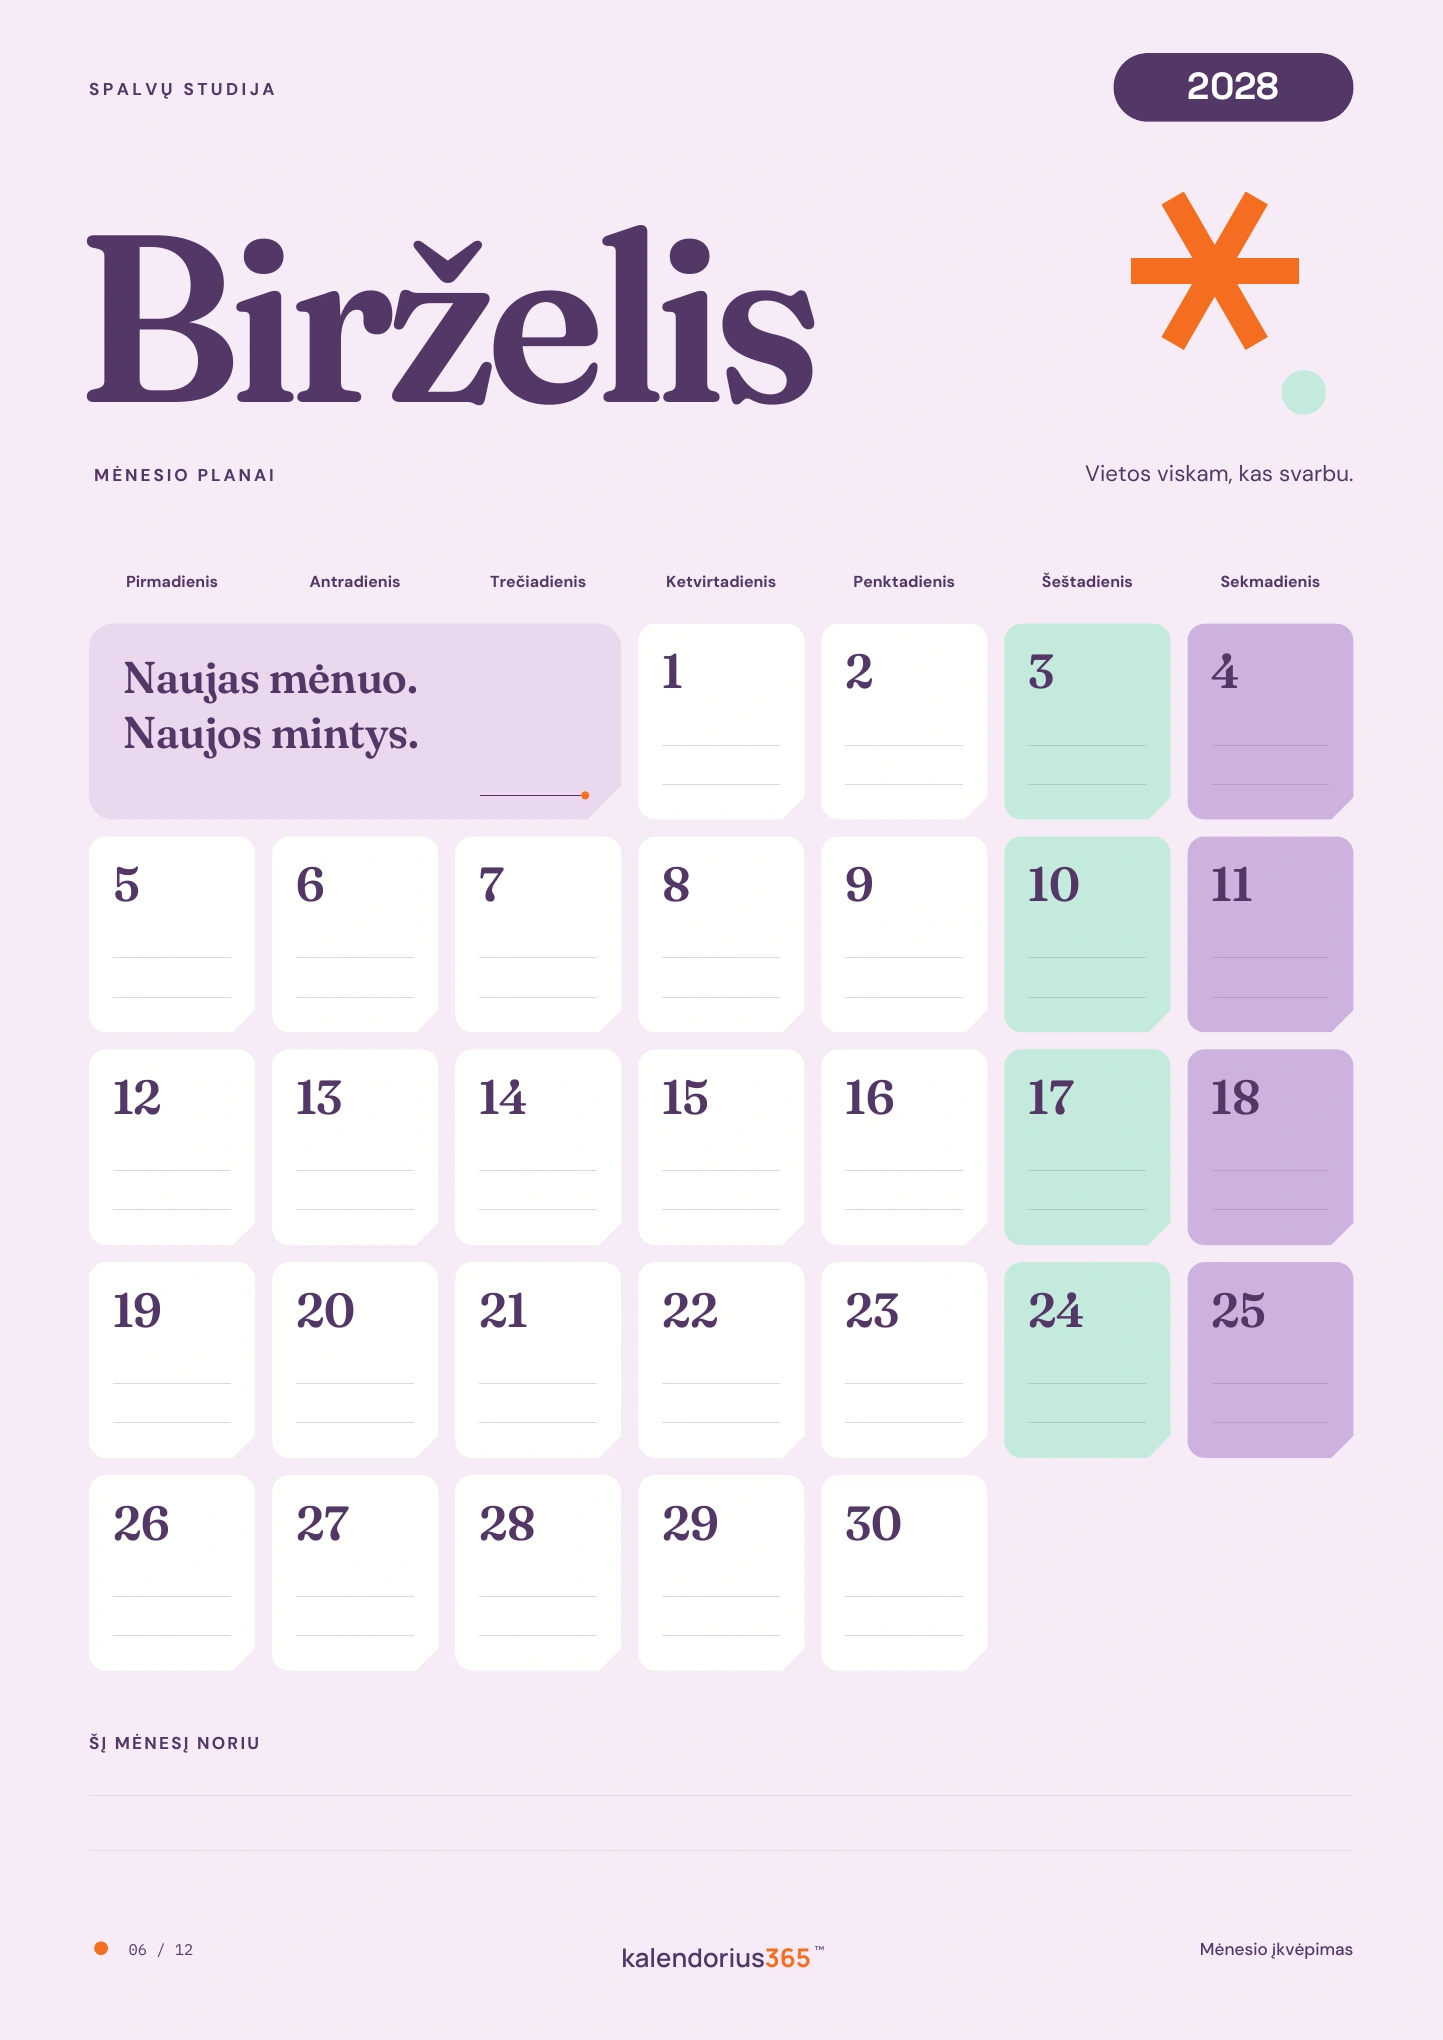 SPALVŲ STUDIJA
2028
Birželis
MĖNESIO PLANAI
Vietos viskam, kas svarbu.
Pirmadienis Antradienis Trečiadienis Ketvirtadienis Penktadienis Šeštadienis Sekmadienis
Naujas mėnuo.
Naujos mintys.
1 2 3 4
5 6 7 8 9 10 11
12 13 14 15 16 17 18
19 20 21 22 23 24 25
26 27 28 29 30
ŠĮ MĖNESĮ NORIU
06 / 12
kalendorius365™
Mėnesio įkvėpimas